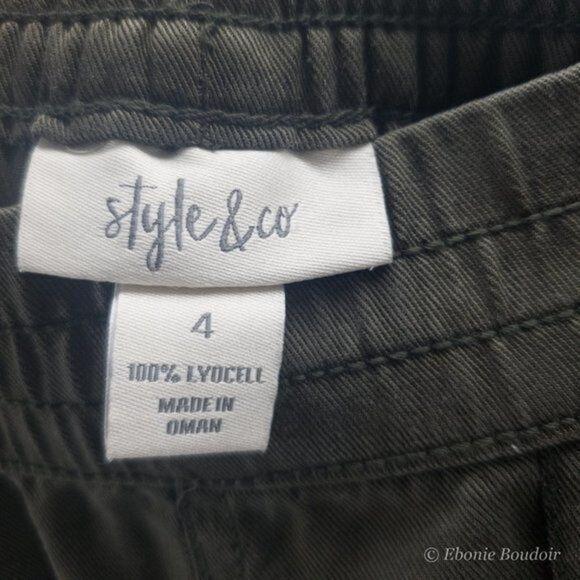 style&co
4
100% LYOCELL
MADE IN
OMAN
© Ebonie Boudoir